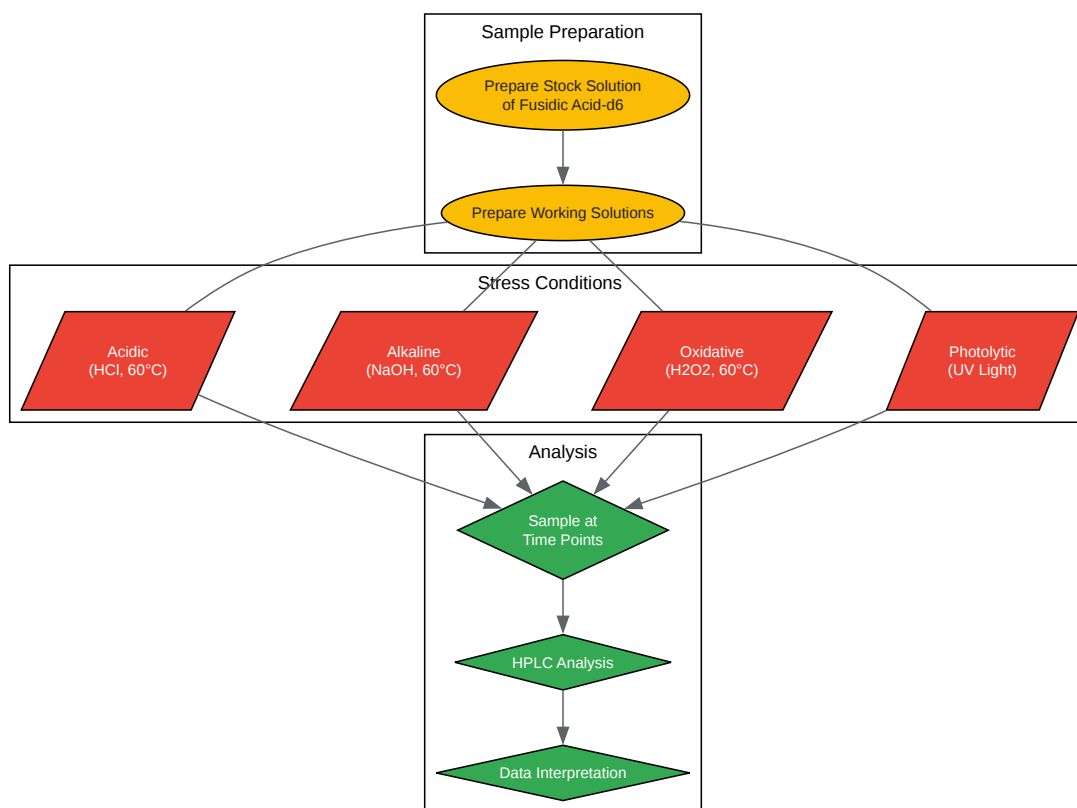 Sample Preparation
Prepare Stock Solution
of Fusidic Acid-d6
Prepare Working Solutions
Stress Conditions
Acidic
(HCl, 60°C)
Alkaline
(NaOH, 60°C)
Oxidative
(H2O2, 60°C)
Photolytic
(UV Light)
Analysis
Sample at
Time Points
HPLC Analysis
Data Interpretation